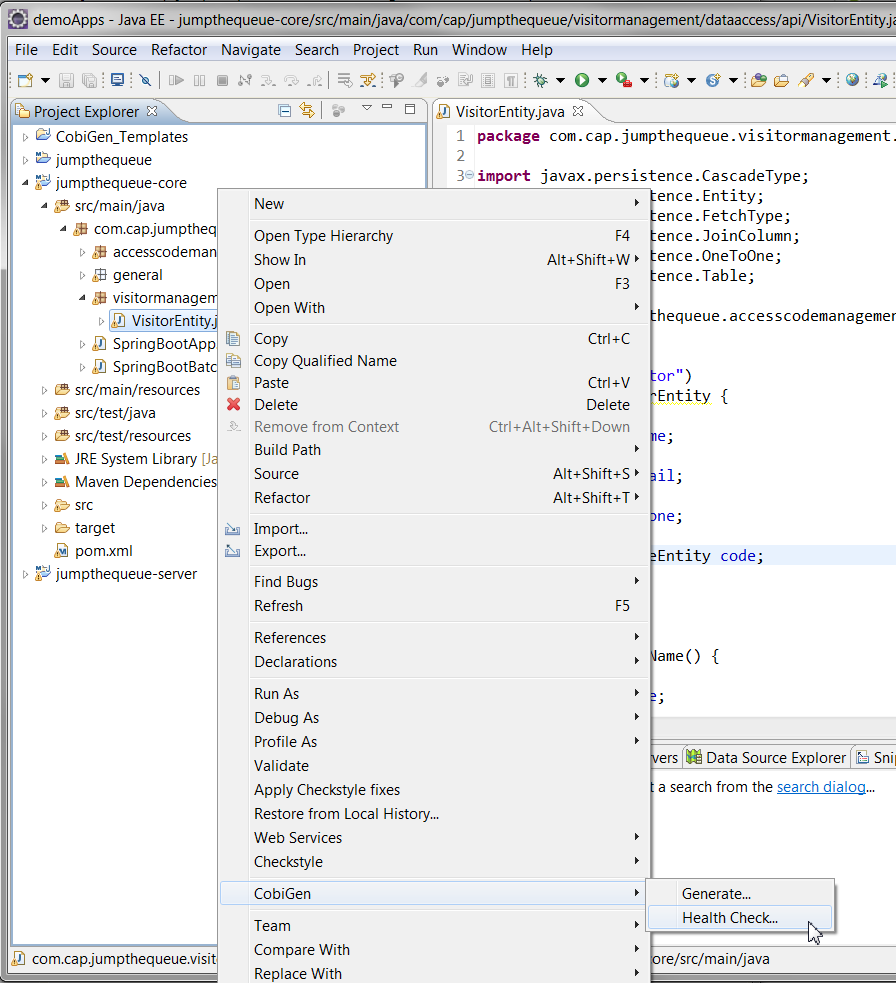 demoApps - Java EE - jumpthequeue-core/src/main/java/com/cap/jumpthequeue/visitormanagement/dataaccess/api/VisitorEntity.j
File Edit Source Refactor Navigate Search Project Run Window Help
Project Explorer
CobiGen_Templates
jumpthequeue
jumpthequeue-core
src/main/java
com.cap.jumptheq
accesscodeman
general
visitormanagem
VisitorEntity.j
SpringBootApp
SpringBootBatc
src/main/resources
src/test/java
src/test/resources
JRE System Library [Ja
Maven Dependencies
src
target
pom.xml
jumpthequeue-server
VisitorEntity.java
1 package com.cap.jumpthequeue.visitormanagement.
2
3 import javax.persistence.CascadeType;
tence.Entity;
tence.FetchType;
tence.JoinColumn;
tence.OneToOne;
tence.Table;
thequeue.accesscodemanagemen
tor")
rEntity {
me;
ail;
one;
eEntity code;
Name() {
e;
New
Open Type Hierarchy F4
Show In Alt+Shift+W
Open F3
Open With
Copy Ctrl+C
Copy Qualified Name
Paste Ctrl+V
Delete Delete
Remove from Context Ctrl+Alt+Shift+Down
Build Path
Source Alt+Shift+S
Refactor Alt+Shift+T
Import...
Export...
Find Bugs
Refresh F5
References
Declarations
Run As
Debug As
Profile As
Validate
Apply Checkstyle fixes
Restore from Local History...
Web Services
Checkstyle
CobiGen
Team
Compare With
Replace With
Generate...
Health Check...
vers Data Source Explorer Snip
t a search from the search dialog...
com.cap.jumpthequeue.visit
ore/src/main/java